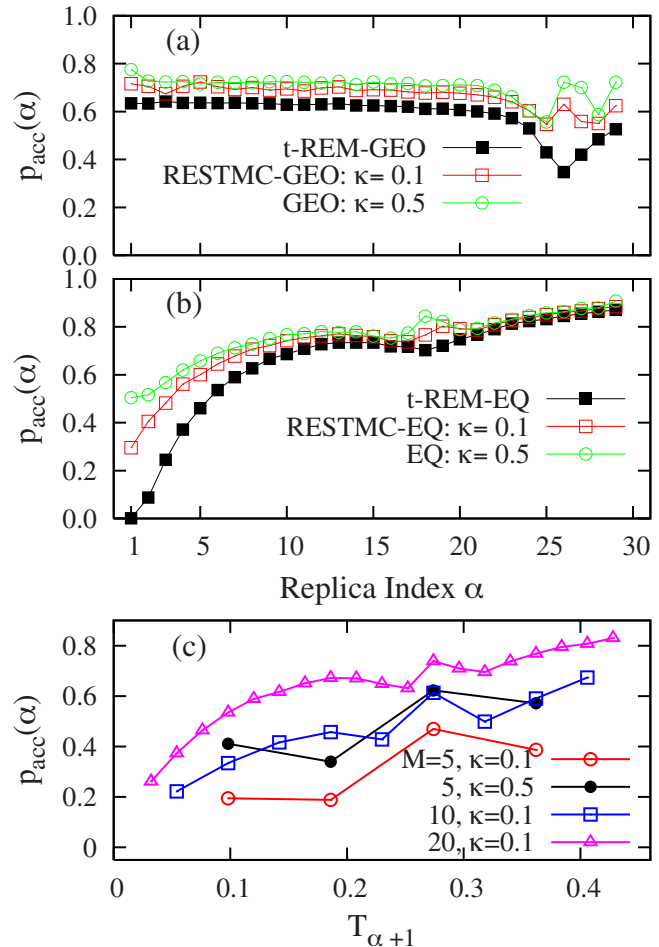 (a)
1.0
0.8
0.6
0.4
0.2
0.0
p_acc(α)
t-REM-GEO
RESTMC-GEO: κ= 0.1
GEO: κ= 0.5
(b)
1.0
0.8
0.6
0.4
0.2
0.0
p_acc(α)
t-REM-EQ
RESTMC-EQ: κ= 0.1
EQ: κ= 0.5
1 5 10 15 20 25 30
Replica Index α
(c)
0.8
0.6
0.4
0.2
0
p_acc(α)
M=5, κ=0.1
5, κ=0.5
10, κ=0.1
20, κ=0.1
0 0.1 0.2 0.3 0.4
T_α+1